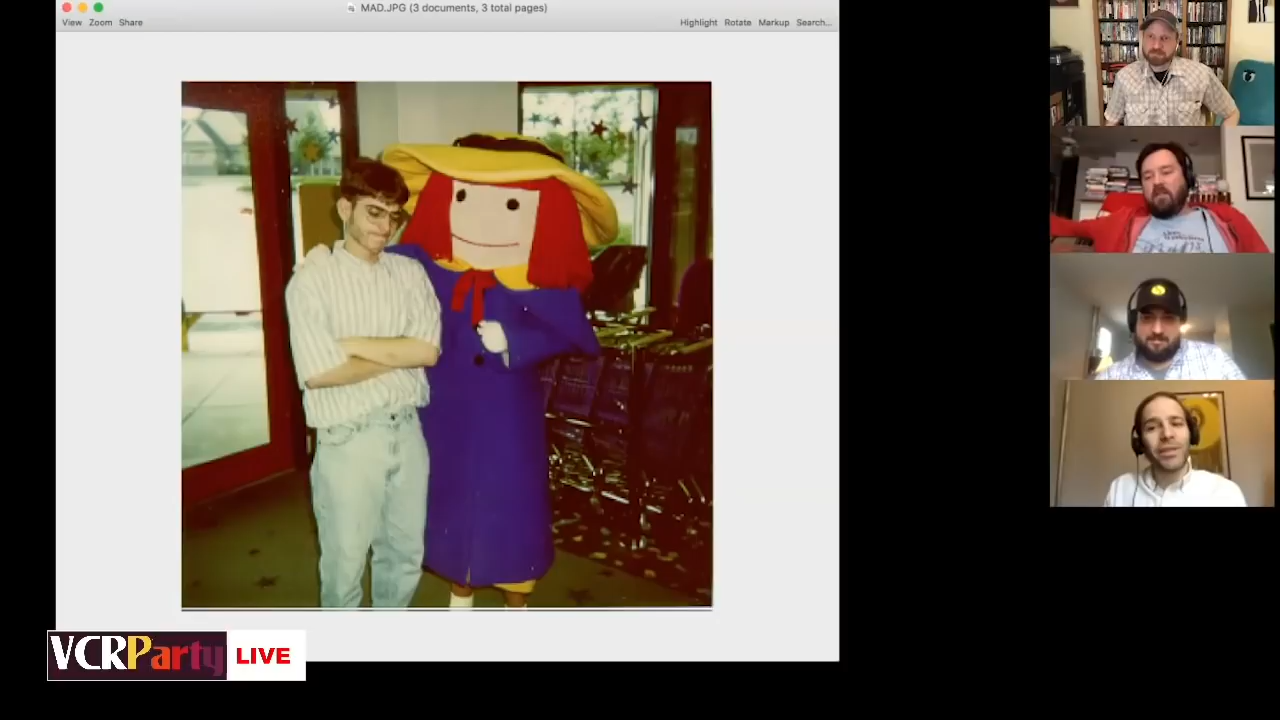 MAD.JPG (3 documents, 3 total pages)
View Zoom Share
Highlight Rotate Markup Search...
VCRParty LIVE